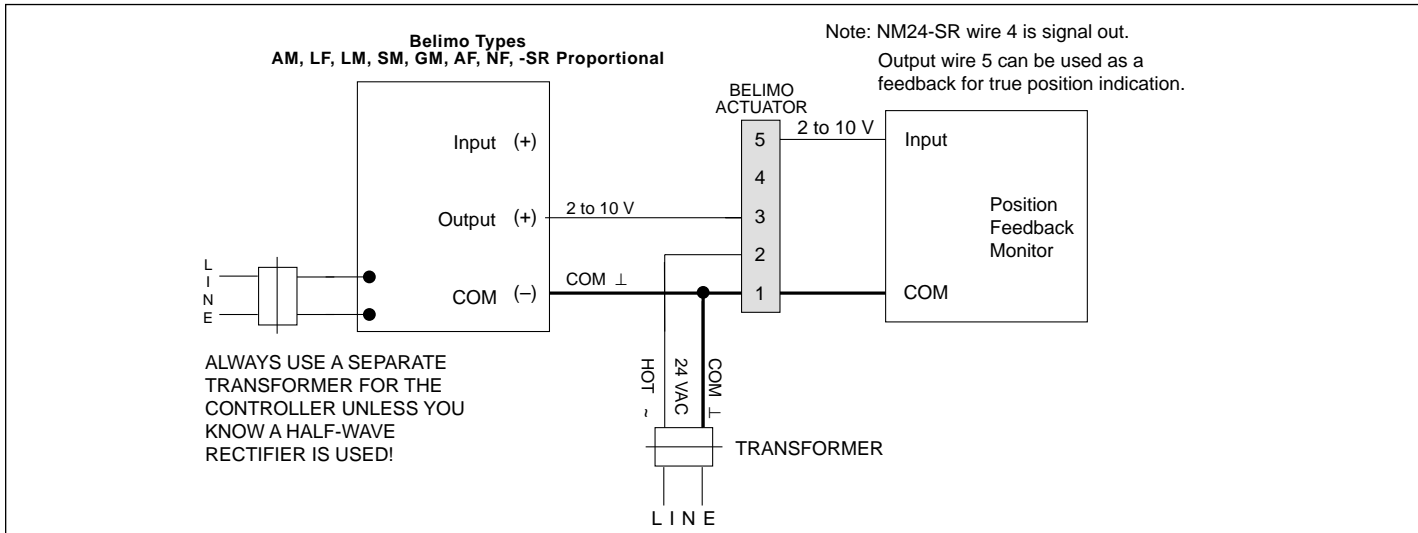 Belimo Types
AM, LF, LM, SM, GM, AF, NF, -SR Proportional
Note: NM24-SR wire 4 is signal out.
Output wire 5 can be used as a
feedback for true position indication.
BELIMO
ACTUATOR
Input (+)
Output (+)
COM (–)
2 to 10 V
COM ⊥
5
4
3
2
1
2 to 10 V
Input
Position
Feedback
Monitor
COM
LINE
ALWAYS USE A SEPARATE
TRANSFORMER FOR THE
CONTROLLER UNLESS YOU
KNOW A HALF-WAVE
RECTIFIER IS USED!
HOT ~
24 VAC
COM ⊥
TRANSFORMER
L I N E